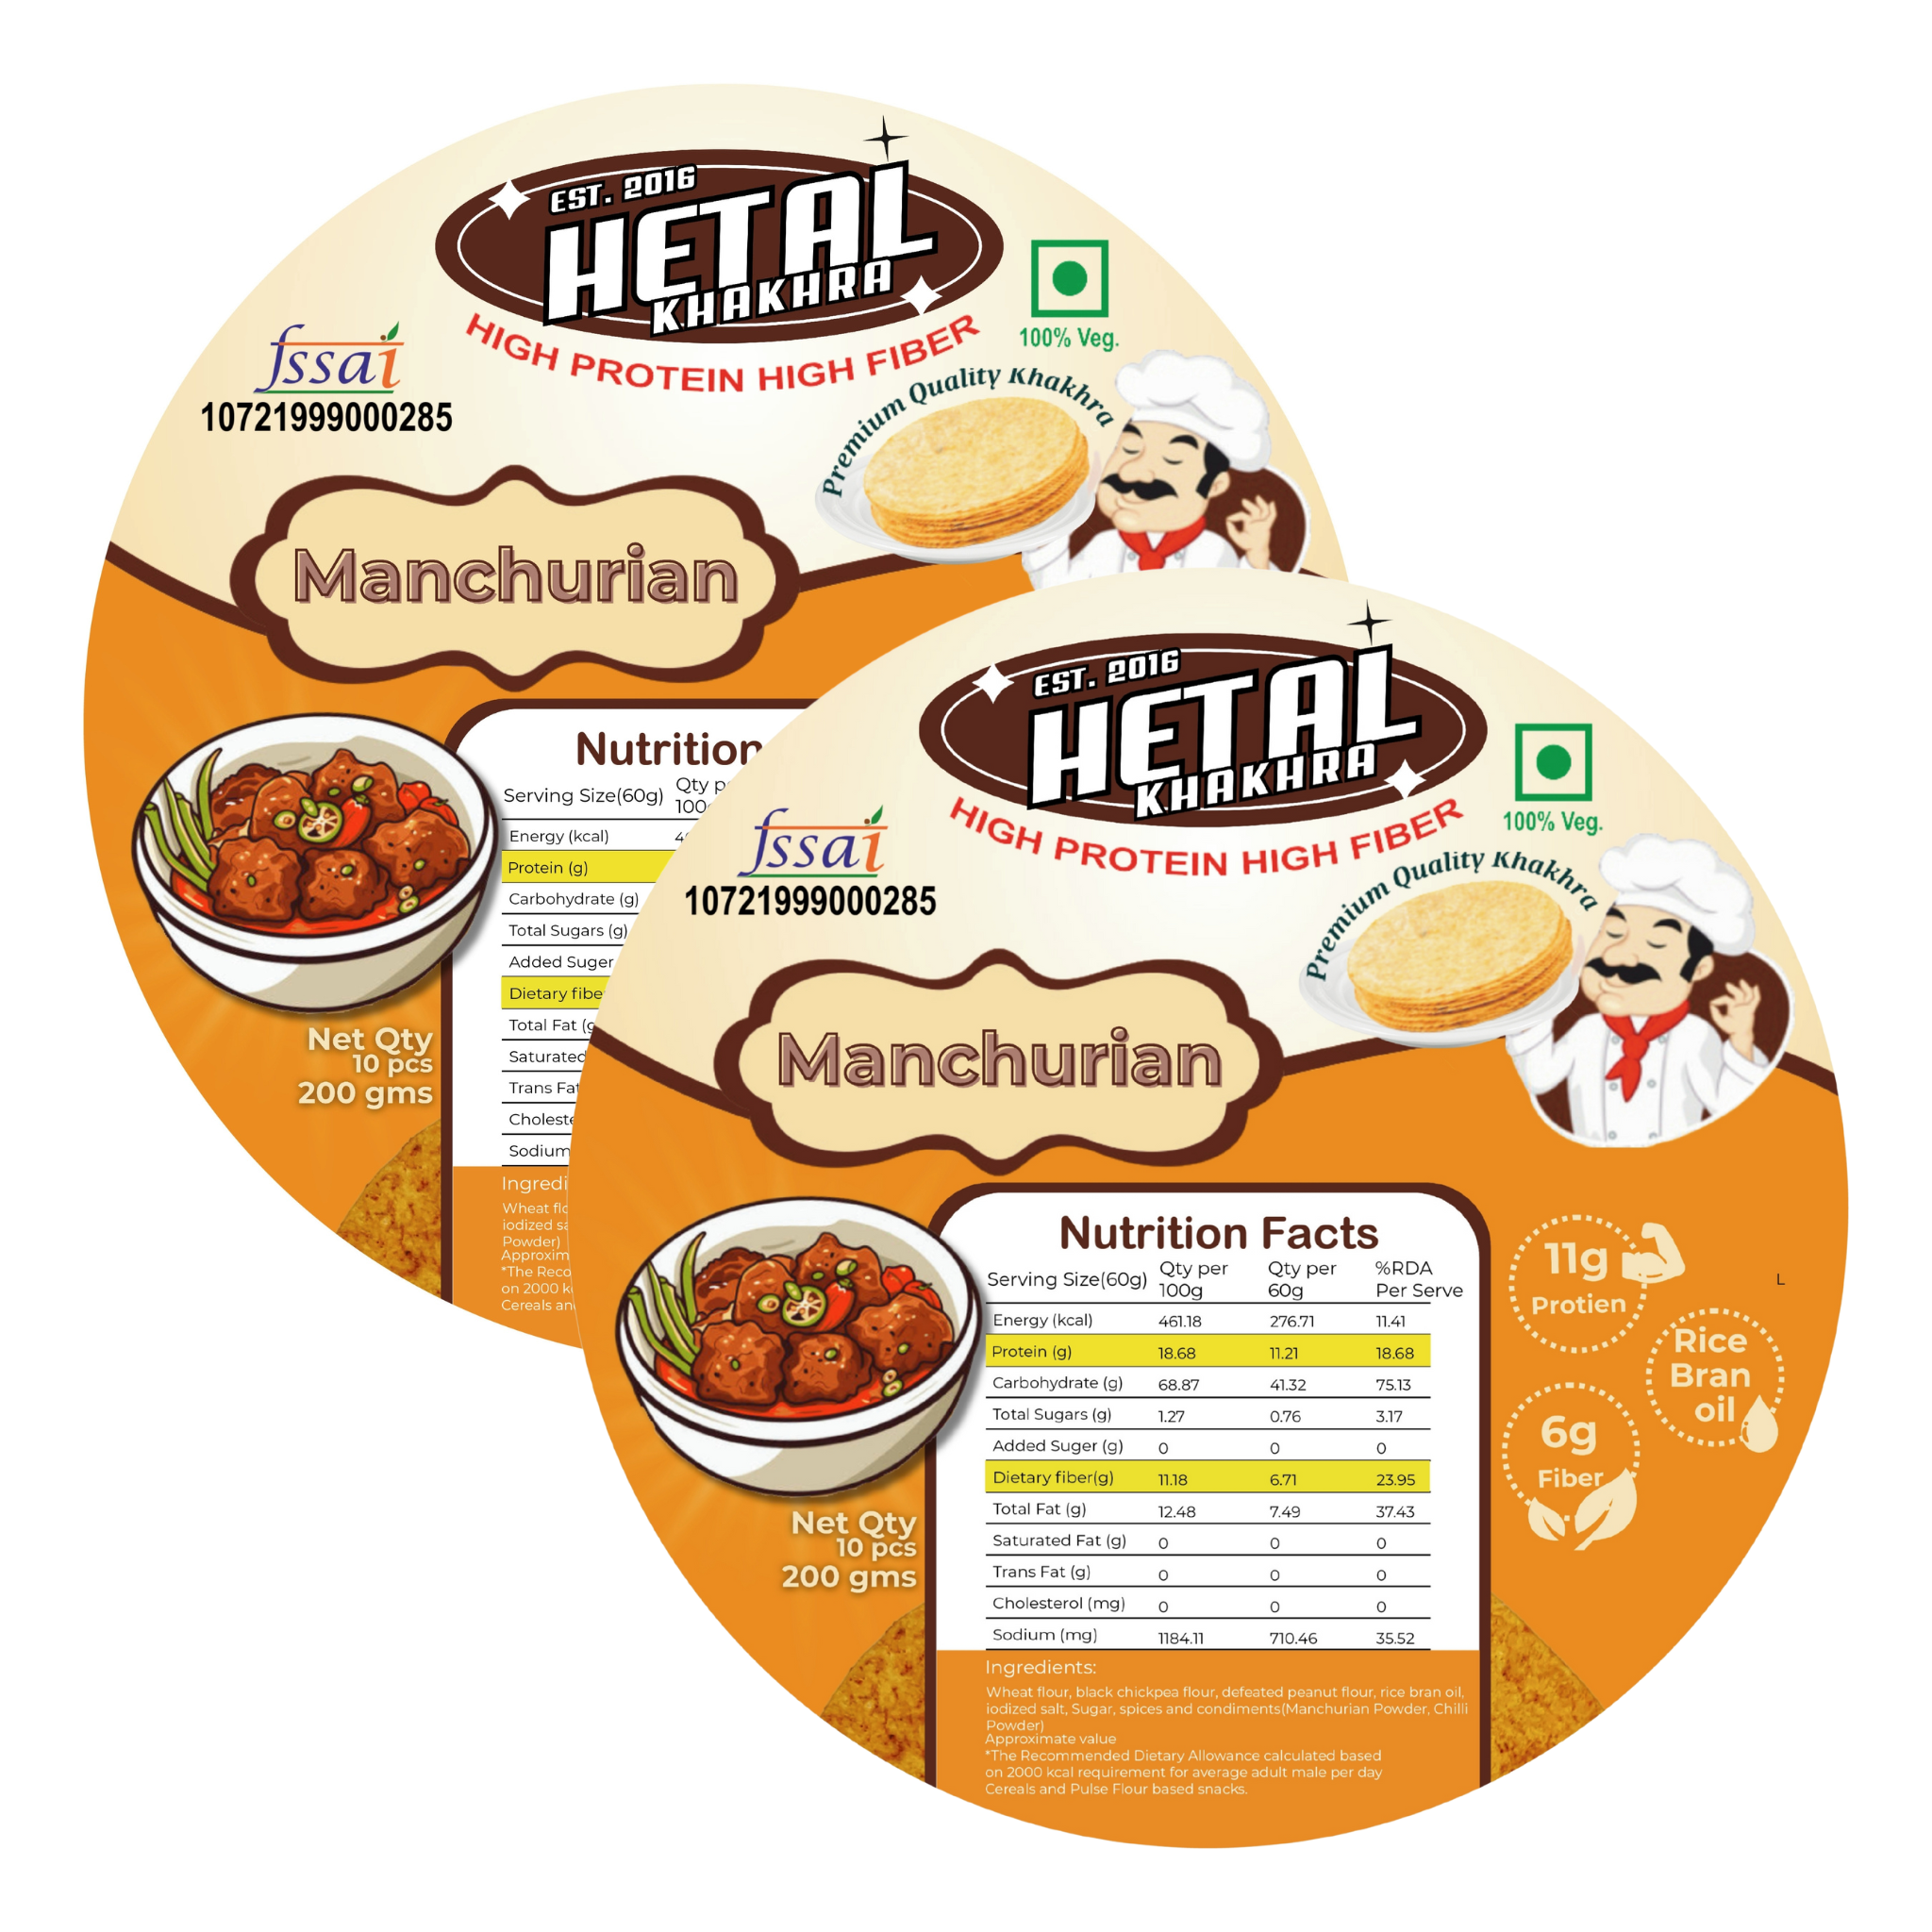 EST. 2016
HETAL
KHAKHRA
HIGH PROTEIN HIGH FIBER
100% Veg.
fssai
10721999000285
Premium Quality Khakhra
Manchurian
Nutrition
Serving Size(60g)
Qty
100
Energy (kcal)
Protein (g)
Carbohydrate (g)
Total Sugars (g)
Added Suger
Dietary
Total Fat
Saturated
Trans
Sodium
Net Qty
10 pcs
200 gms
Wheat
iodized
Powder)
*The
on 2000
Cereals
EST. 2016
HETAL
KHAKHRA
HIGH PROTEIN HIGH FIBER
100% Veg.
fssai
10721999000285
Premium Quality Khakhra
Manchurian
Nutrition Facts
Serving Size(60g) Qty per 100g Qty per 60g %RDA Per Serve
Energy (kcal) 461.18 276.71 11.41
Protein (g) 18.68 11.21 18.68
Carbohydrate (g) 68.87 41.32 75.13
Total Sugars (g) 1.27 0.76 3.17
Added Suger (g) 0 0 0
Dietary fiber(g) 11.18 6.71 23.95
Total Fat (g) 12.48 7.49 37.43
Saturated Fat (g) 0 0 0
Trans Fat (g) 0 0 0
Cholesterol (mg) 0 0 0
Sodium (mg) 1184.11 710.46 35.52
Ingredients:
Wheat flour, black chickpea flour, defeated peanut flour, rice bran oil,
iodized salt, Sugar, spices and condiments(Manchurian Powder, Chilli
Powder)
Approximate value
*The Recommended Dietary Allowance calculated based
on 2000 kcal requirement for average adult male per day
Cereals and Pulse Flour based snacks.
Net Qty
10 pcs
200 gms
11g
Protien
Rice
Bran
oil
6g
Fiber
L